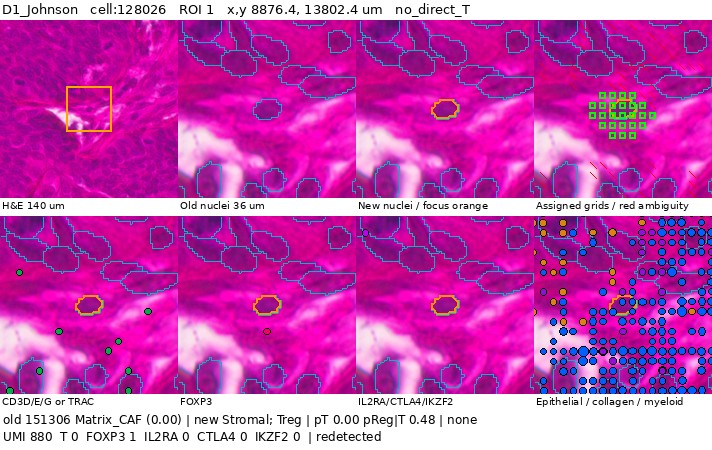 D1_Johnson   cell:128026   ROI 1   x,y 8876.4, 13802.4 um   no_direct_T
H&E 140 um
Old nuclei 36 um
New nuclei / focus orange
Assigned grids / red ambiguity
CD3D/E/G or TRAC
FOXP3
IL2RA/CTLA4/IKZF2
Epithelial / collagen / myeloid
old 151306 Matrix_CAF (0.00) | new Stromal; Treg | pT 0.00 pReg|T 0.48 | none
UMI 880  T 0  FOXP3 1  IL2RA 0  CTLA4 0  IKZF2 0  | redetected